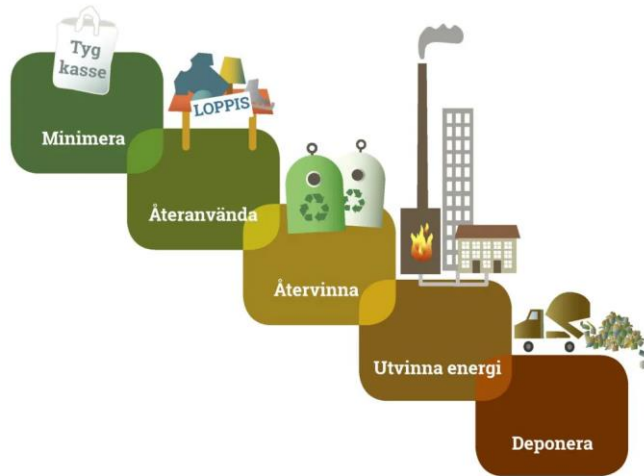 Tyg
kasse
Minimera
LOPPIS
Återanvända
Återvinna
Utvinna energi
Deponera